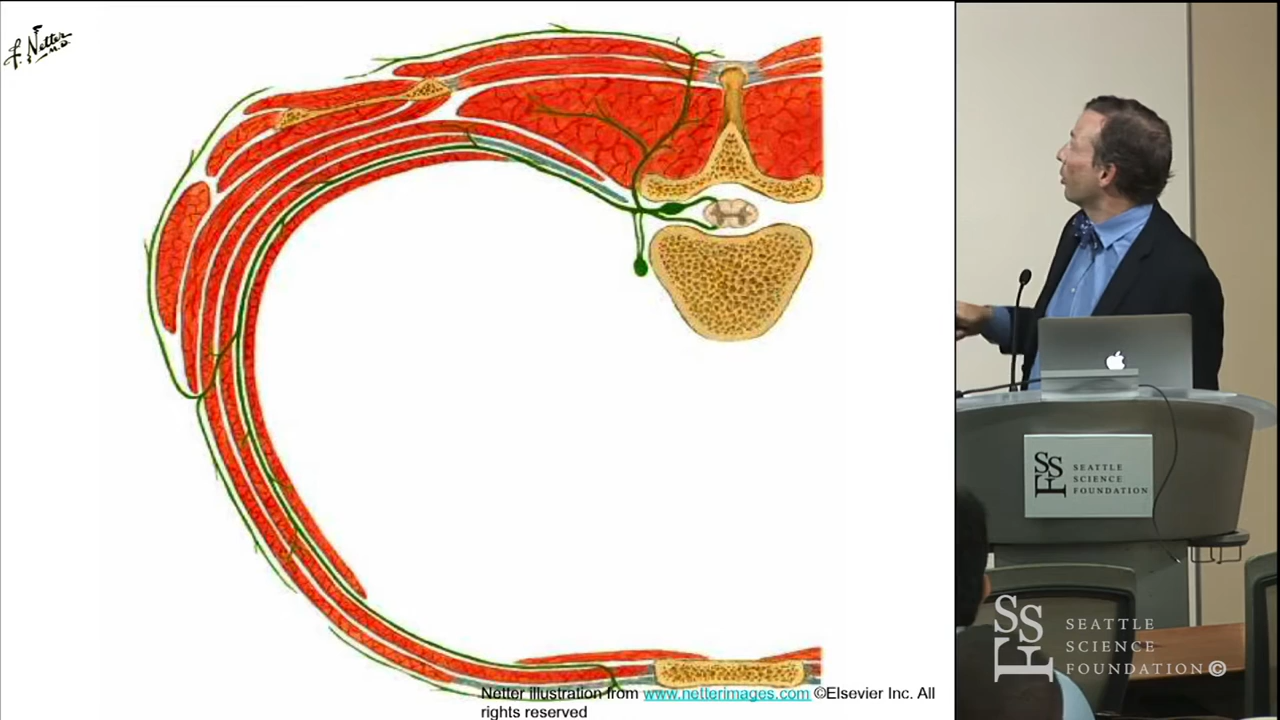 F. Netter
M.D.
Netter illustration from www.netterimages.com ©Elsevier Inc. All
rights reserved
SSF
SEATTLE
SCIENCE
FOUNDATION
SSF
SEATTLE
SCIENCE
FOUNDATION©